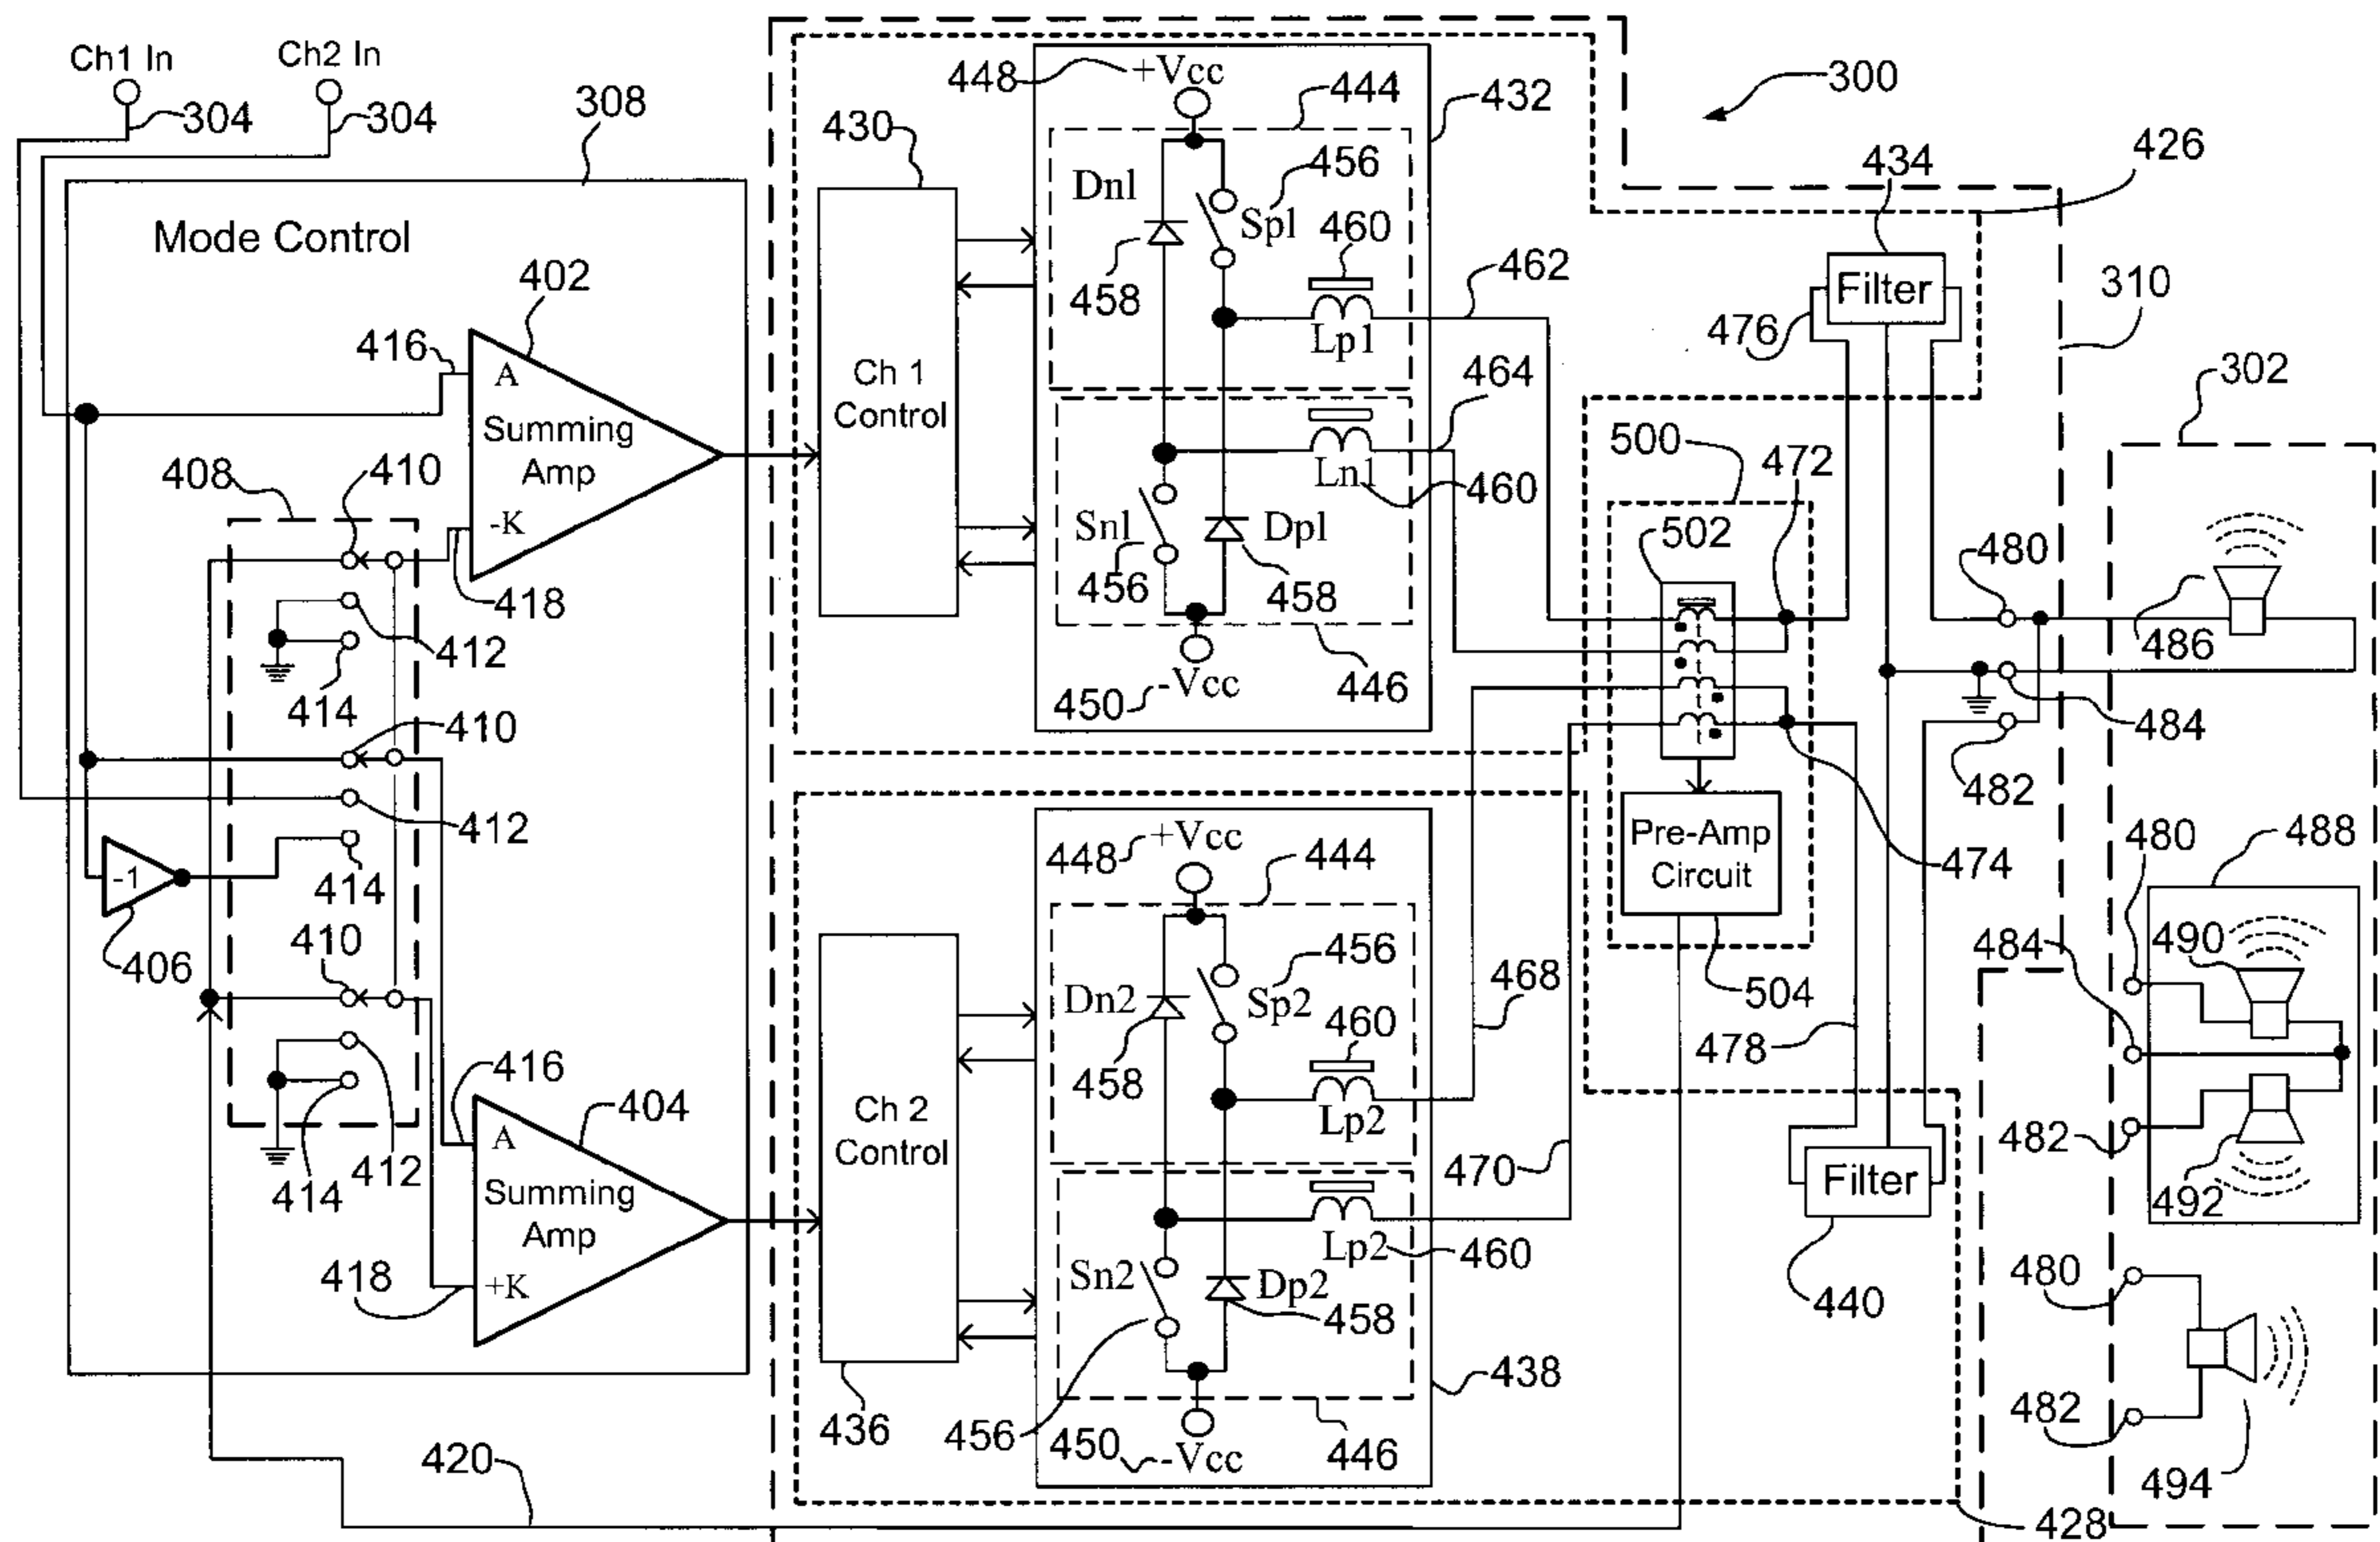 Ch1 In
Ch2 In
304
304
308
Mode Control
402
416
A
Summing
Amp
-K
418
408
410
412
414
410
412
414
-1
406
410
412
414
416
404
A
Summing
Amp
+K
418
420
430
Ch 1
Control
448
+Vcc
444
432
Dn1
456
Sp1
460
458
Lp1
462
464
Ln1
460
Sn1
456
Dp1
458
450
-Vcc
446
300
426
434
Filter
476
310
302
500
472
502
480
486
484
482
Pre-Amp
Circuit
474
504
478
468
470
Filter
440
Ch 2
Control
436
448
+Vcc
444
456
Dn2
Sp2
460
458
Lp2
Lp2
460
Sn2
Dp2
458
456
450
-Vcc
446
438
428
480
488
484
490
482
492
480
482
494